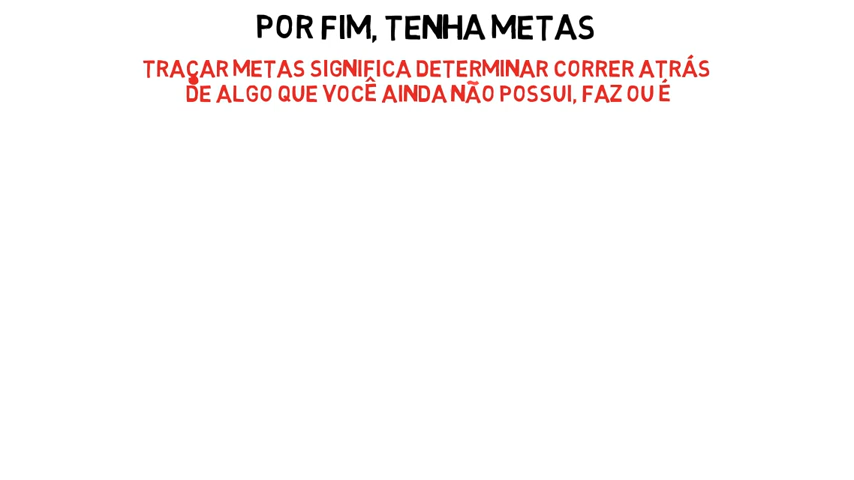 POR FIM, TENHA METAS
TRAÇAR METAS SIGNIFICA DETERMINAR CORRER ATRÁS
DE ALGO QUE VOCÊ AINDA NÃO POSSUI, FAZ OU É